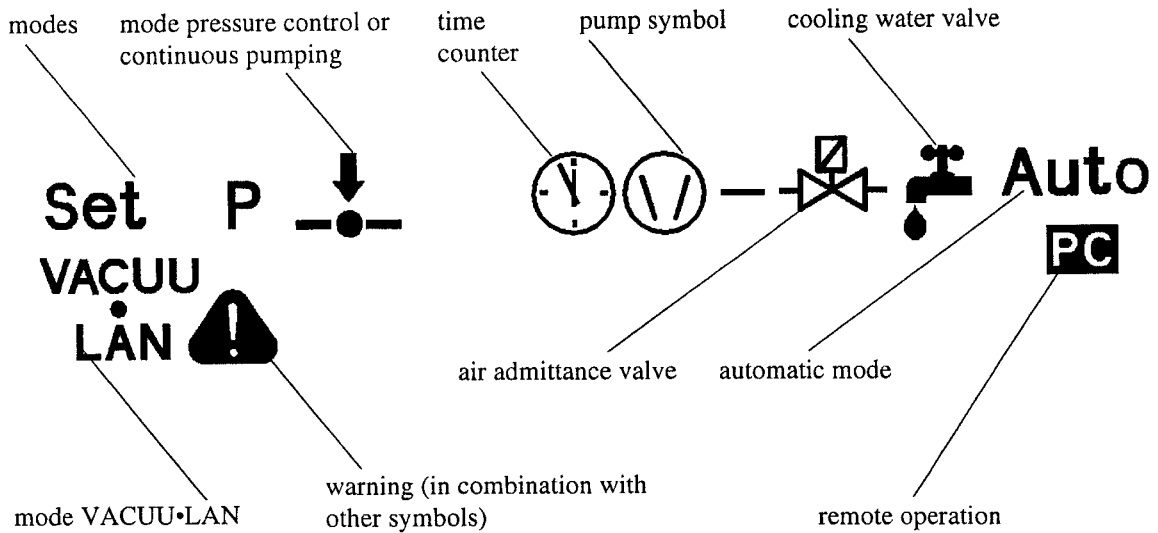 modes
mode pressure control or
continuous pumping
time
counter
pump symbol
cooling water valve
Set P
Auto
VACUU
•
LAN
!
PC
air admittance valve
automatic mode
mode VACUU•LAN
warning (in combination with
other symbols)
remote operation